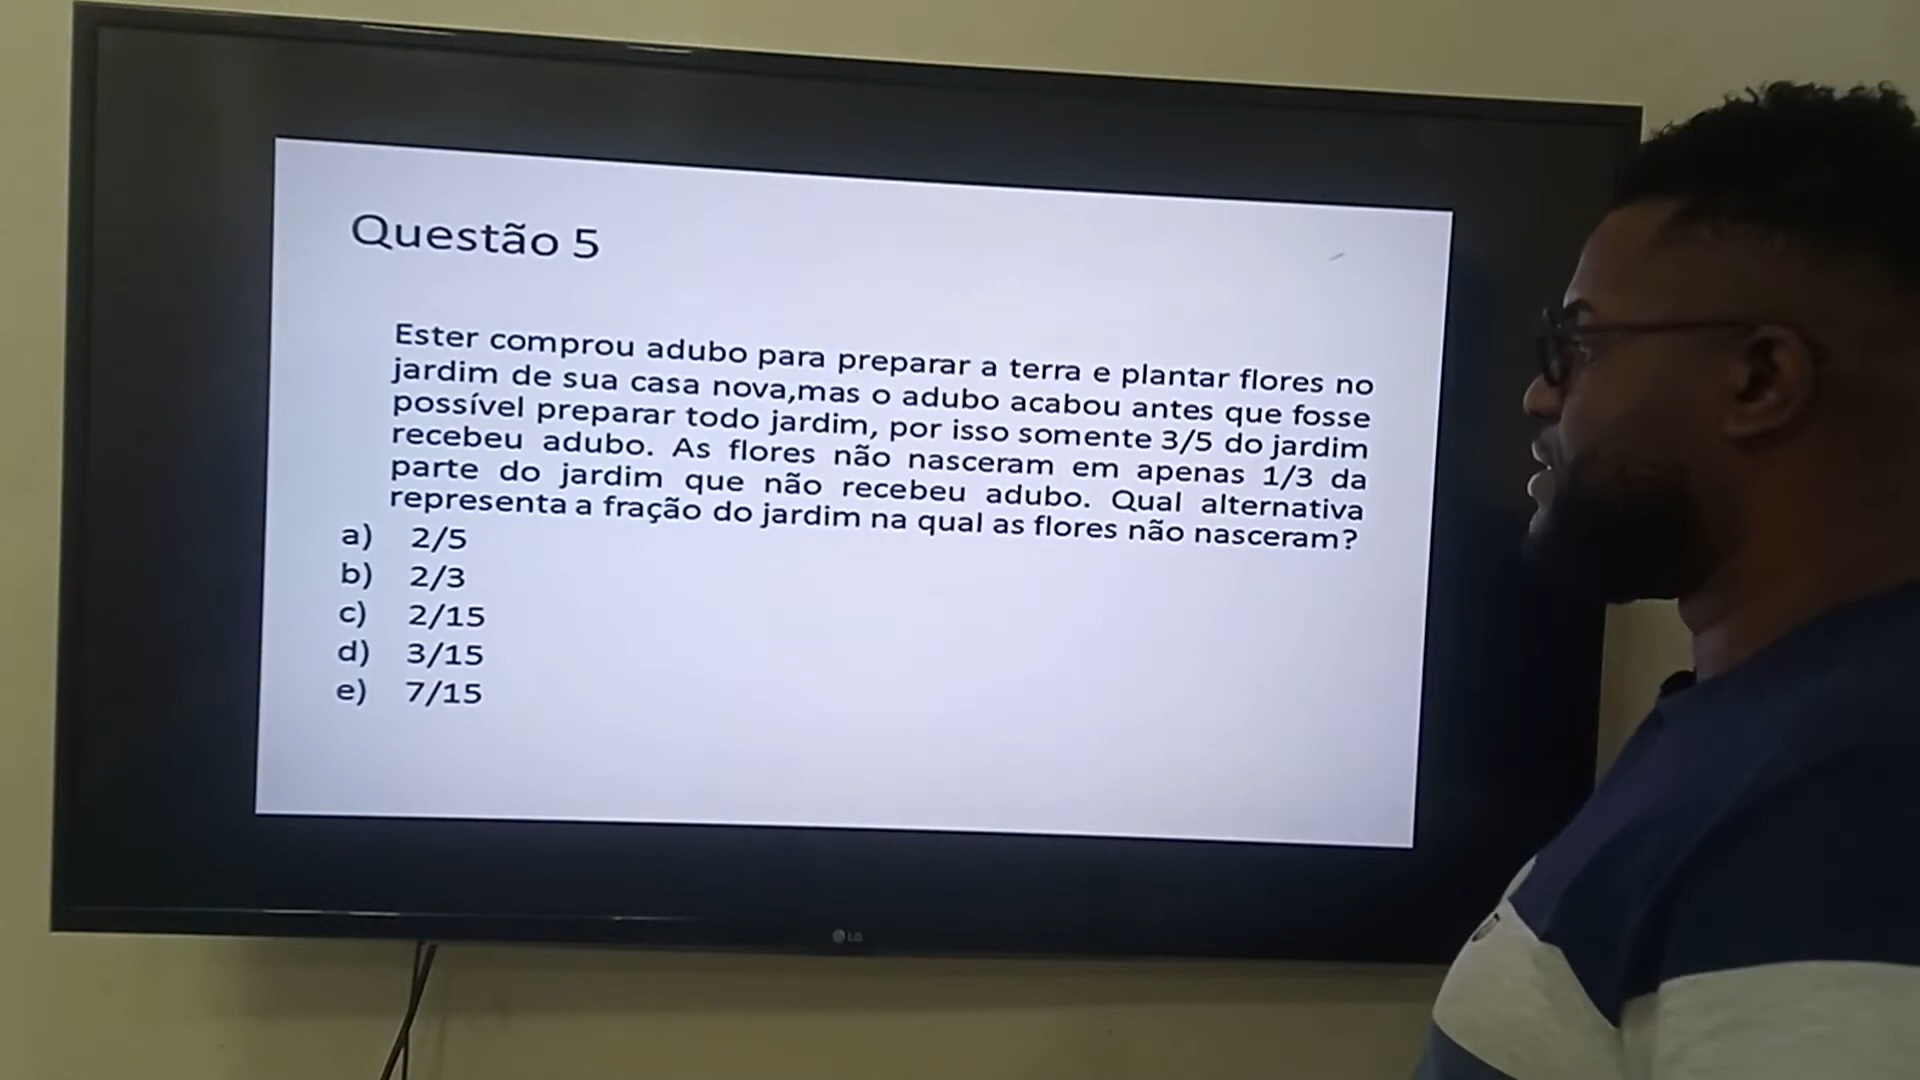 Questão 5
Ester comprou adubo para preparar a terra e plantar flores no
jardim de sua casa nova,mas o adubo acabou antes que fosse
possível preparar todo jardim, por isso somente 3/5 do jardim
recebeu adubo. As flores não nasceram em apenas 1/3 da
parte do jardim que não recebeu adubo. Qual alternativa
representa a fração do jardim na qual as flores não nasceram?
a) 2/5
b) 2/3
c) 2/15
d) 3/15
e) 7/15
LG